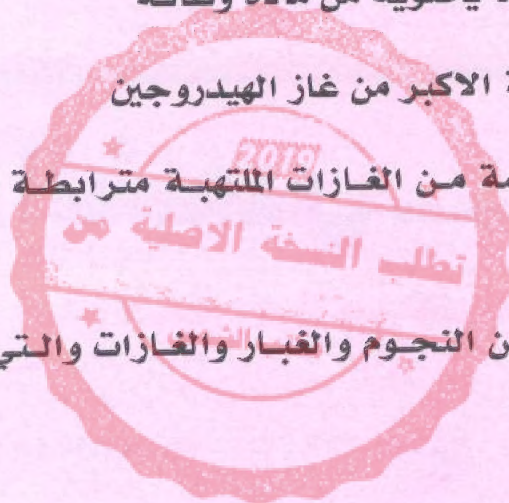 الاكبر من غاز الهيدروجين
2019
مة من الغازات الملتهبة مترابطة
تطلب النسخة الاصلية من
ن النجوم والغبار والغازات والتي